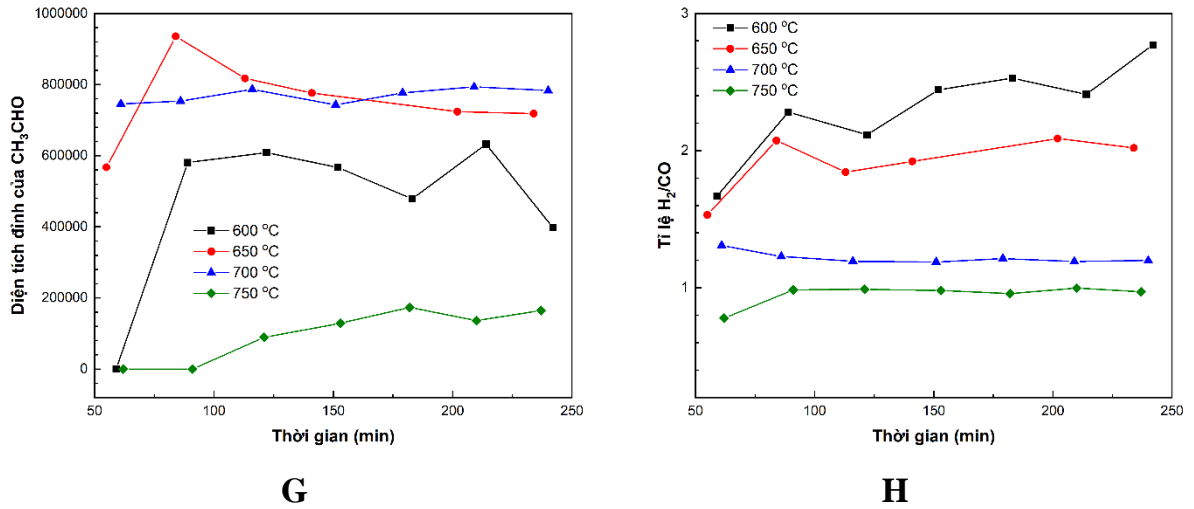 Diện tích đỉnh của CH₃CHO
1000000
800000
600000
400000
200000
0
600 °C
650 °C
700 °C
750 °C
50
100
150
200
250
Thời gian (min)
G
Tỉ lệ H₂/CO
3
2
1
600 °C
650 °C
700 °C
750 °C
50
100
150
200
250
Thời gian (min)
H